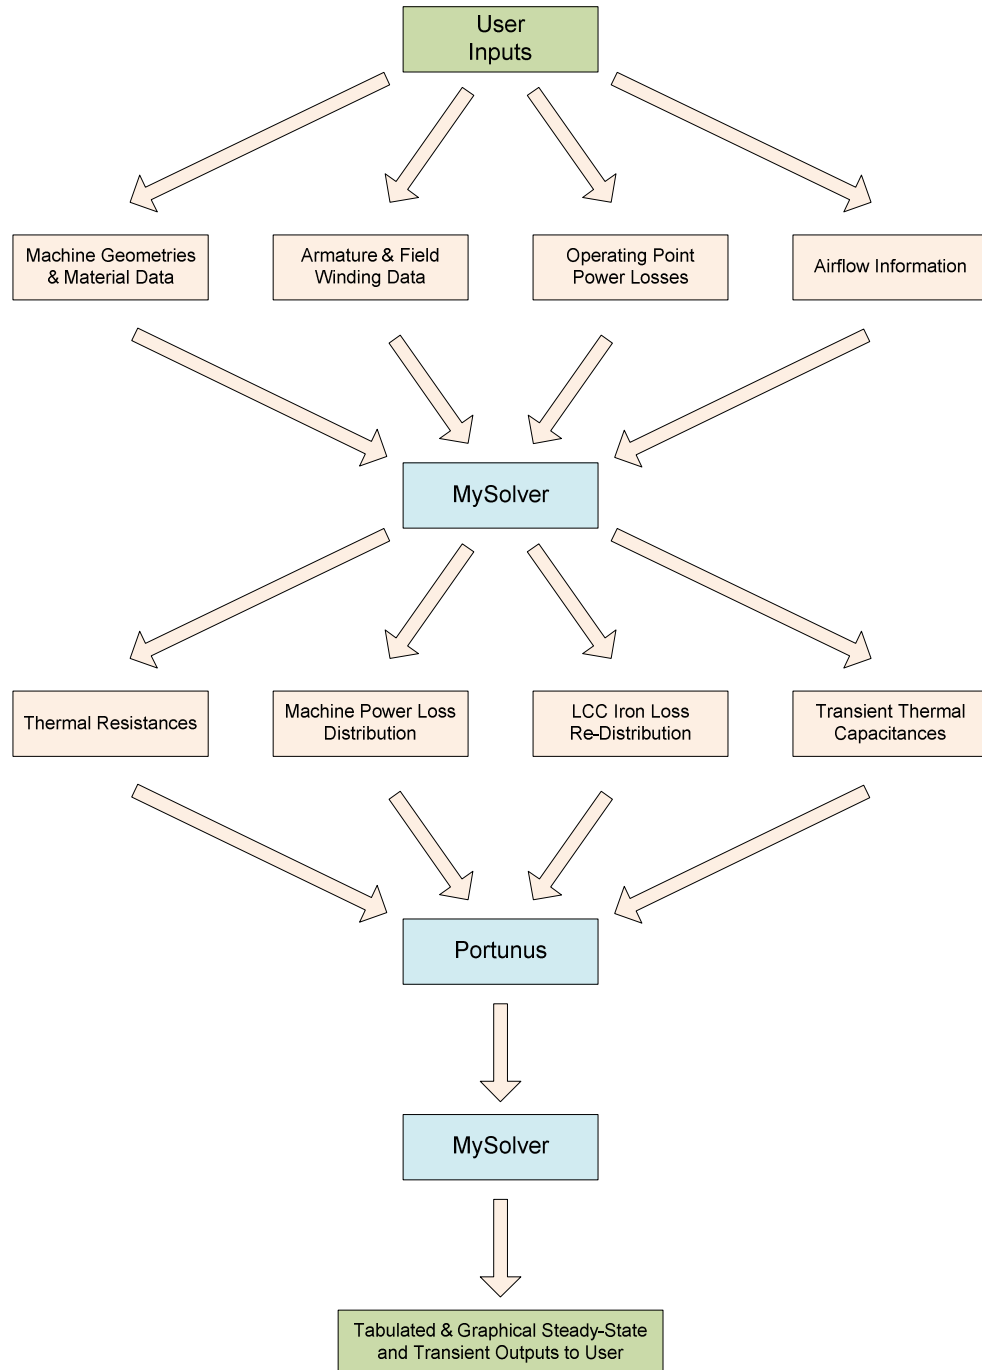 User
Inputs
Machine Geometries
& Material Data
Armature & Field
Winding Data
Operating Point
Power Losses
Airflow Information
MySolver
Thermal Resistances
Machine Power Loss
Distribution
LCC Iron Loss
Re-Distribution
Transient Thermal
Capacitances
Portunus
MySolver
Tabulated & Graphical Steady-State
and Transient Outputs to User